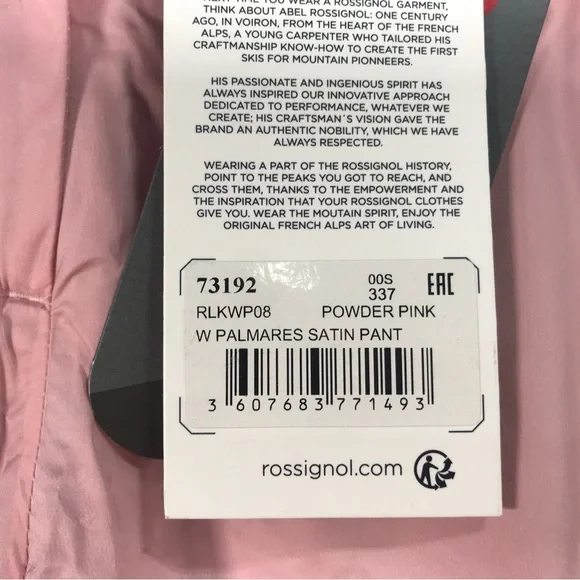 TIME YOU WEAR A ROSSIGNOL GARMENT,
THINK ABOUT ABEL ROSSIGNOL: ONE CENTURY
AGO, IN VOIRON, FROM THE HEART OF THE FRENCH
ALPS, A YOUNG CARPENTER WHO TAILORED HIS
CRAFTMANSHIP KNOW-HOW TO CREATE THE FIRST
SKIS FOR MOUNTAIN PIONNEERS.
HIS PASSIONATE AND INGENIOUS SPIRIT HAS
ALWAYS INSPIRED OUR INNOVATIVE APPROACH
DEDICATED TO PERFORMANCE, WHATEVER WE
CREATE; HIS CRAFTSMAN´S VISION GAVE THE
BRAND AN AUTHENTIC NOBILITY, WHICH WE HAVE
ALWAYS RESPECTED.
WEARING A PART OF THE ROSSIGNOL HISTORY,
POINT TO THE PEAKS YOU GOT TO REACH, AND
CROSS THEM, THANKS TO THE EMPOWERMENT AND
THE INSPIRATION THAT YOUR ROSSIGNOL CLOTHES
GIVE YOU. WEAR THE MOUTAIN SPIRIT, ENJOY THE
ORIGINAL FRENCH ALPS ART OF LIVING.
73192 00S EAC
337
RLKWP08 POWDER PINK
W PALMARES SATIN PANT
3 607683 771493
rossignol.com